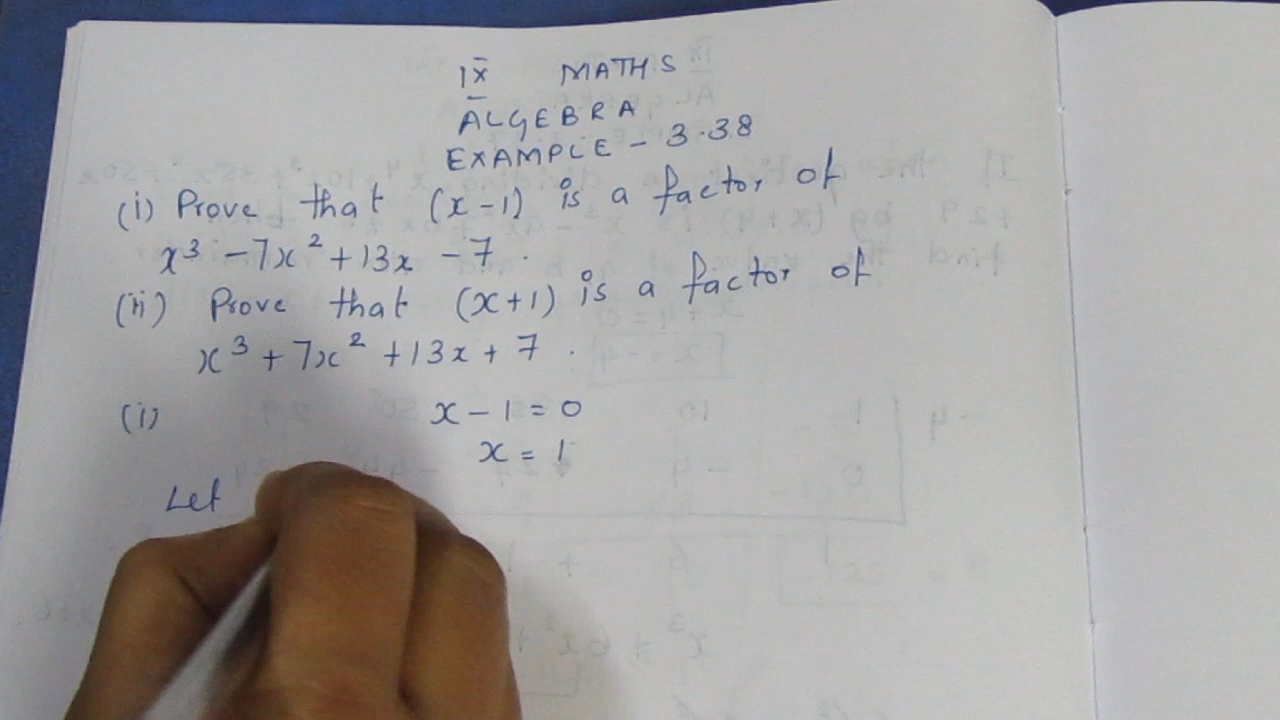 IX MATHS
ALGEBRA
EXAMPLE - 3.38
(i) Prove that (x-1) is a factor of
x³ - 7x² + 13x - 7.
(ii) Prove that (x+1) is a factor of
x³ + 7x² + 13x + 7.
(i) x - 1 = 0
x = 1
Let